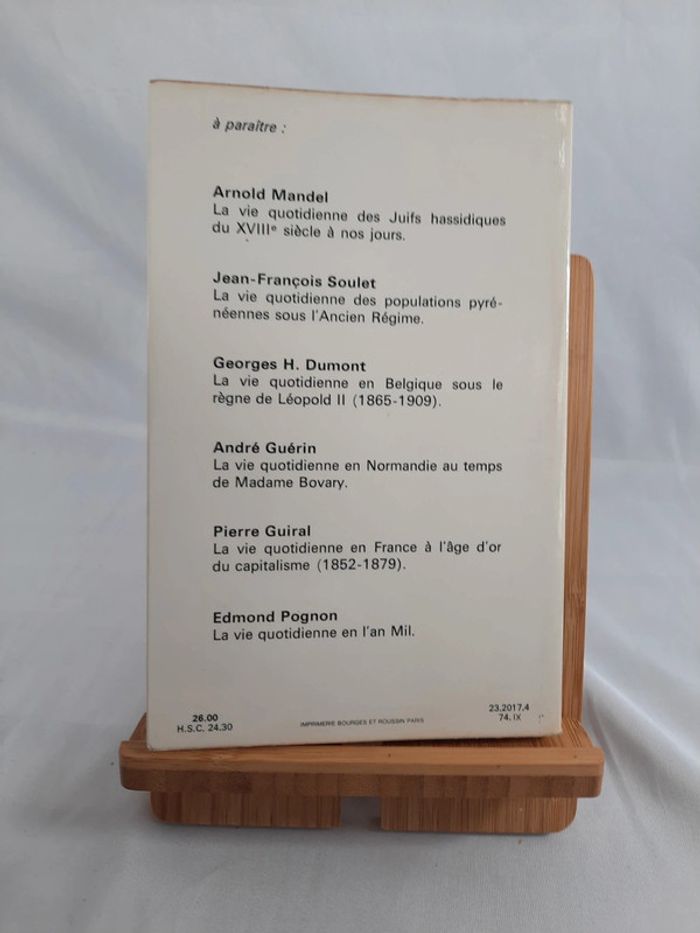 à paraître :
Arnold Mandel
La vie quotidienne des Juifs hassidiques
du XVIIIe siècle à nos jours.
Jean-François Soulet
La vie quotidienne des populations pyré-
néennes sous l'Ancien Régime.
Georges H. Dumont
La vie quotidienne en Belgique sous le
règne de Léopold II (1865-1909).
André Guérin
La vie quotidienne en Normandie au temps
de Madame Bovary.
Pierre Guiral
La vie quotidienne en France à l'âge d'or
du capitalisme (1852-1879).
Edmond Pognon
La vie quotidienne en l'an Mil.
26.00
H.S.C. 24.30
IMPRIMERIE BOURGES ET ROUSSIN PARIS
23.2017.4
74.IX